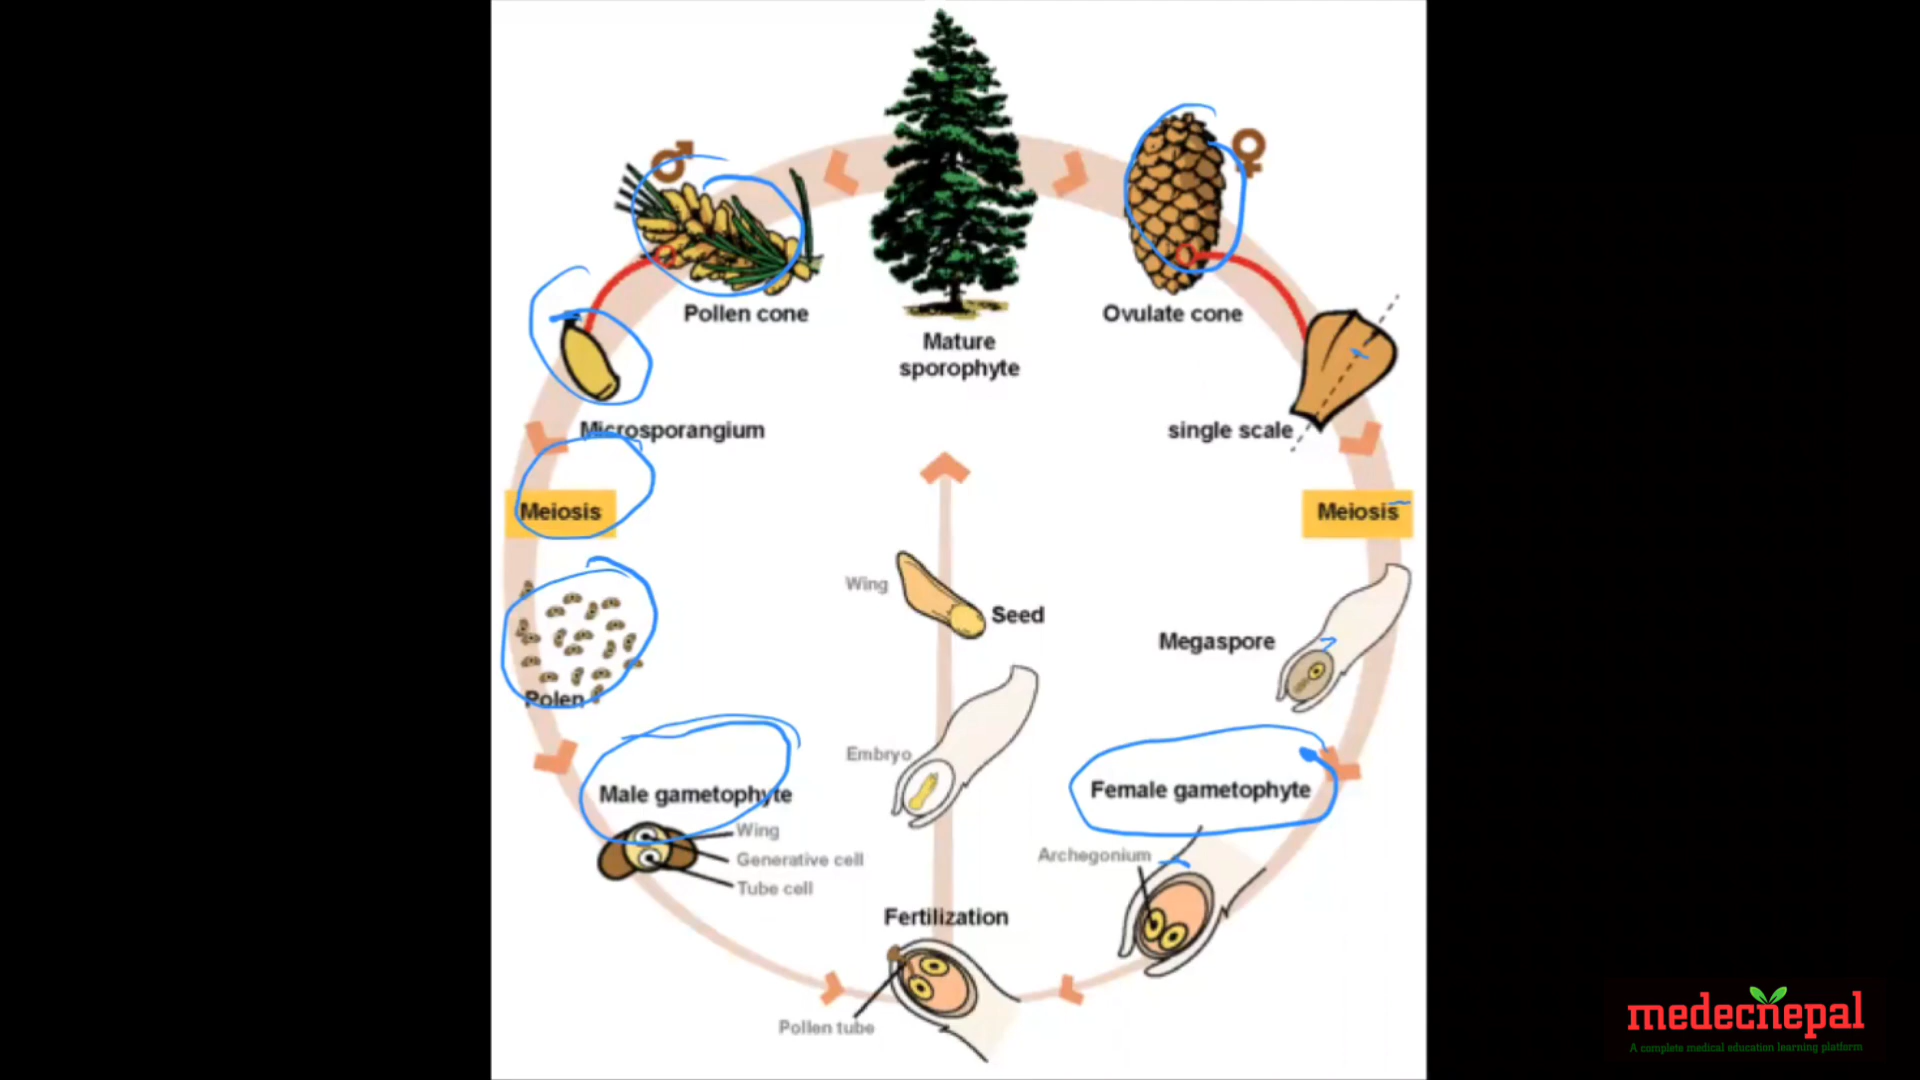 ♂
♀
Pollen cone
Ovulate cone
Mature
sporophyte
Microsporangium
single scale
Meiosis
Meiosis
Wing
Seed
Megaspore
Polen
Embryo
Male gametophyte
Female gametophyte
Wing
Generative cell
Tube cell
Archegonium
Fertilization
Pollen tube
medecnepal
A complete medical education learning platform